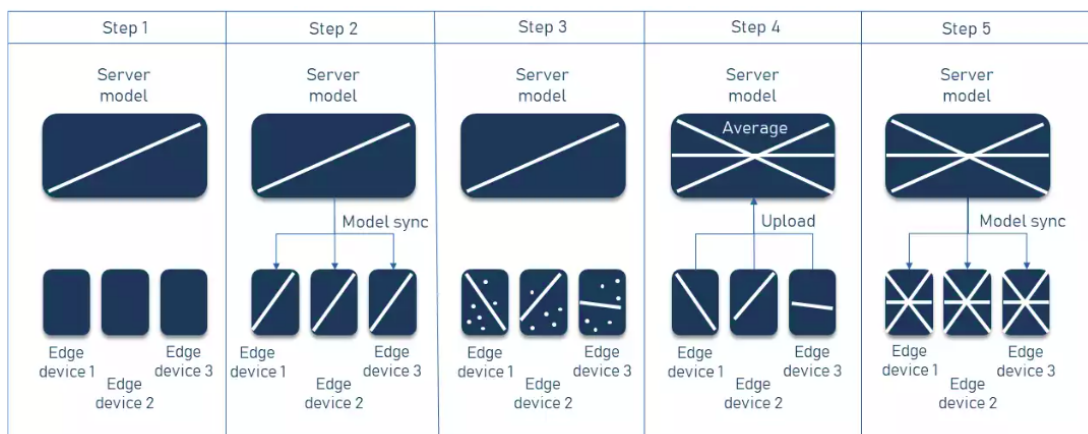 Step 1
Step 2
Step 3
Step 4
Step 5
Server
model
Server
model
Server
model
Server
model
Server
model
Average
Model sync
Upload
Model sync
Edge
device 1
Edge
device 2
Edge
device 3
Edge
device 1
Edge
device 2
Edge
device 3
Edge
device 1
Edge
device 2
Edge
device 3
Edge
device 1
Edge
device 2
Edge
device 3
Edge
device 1
Edge
device 2
Edge
device 3